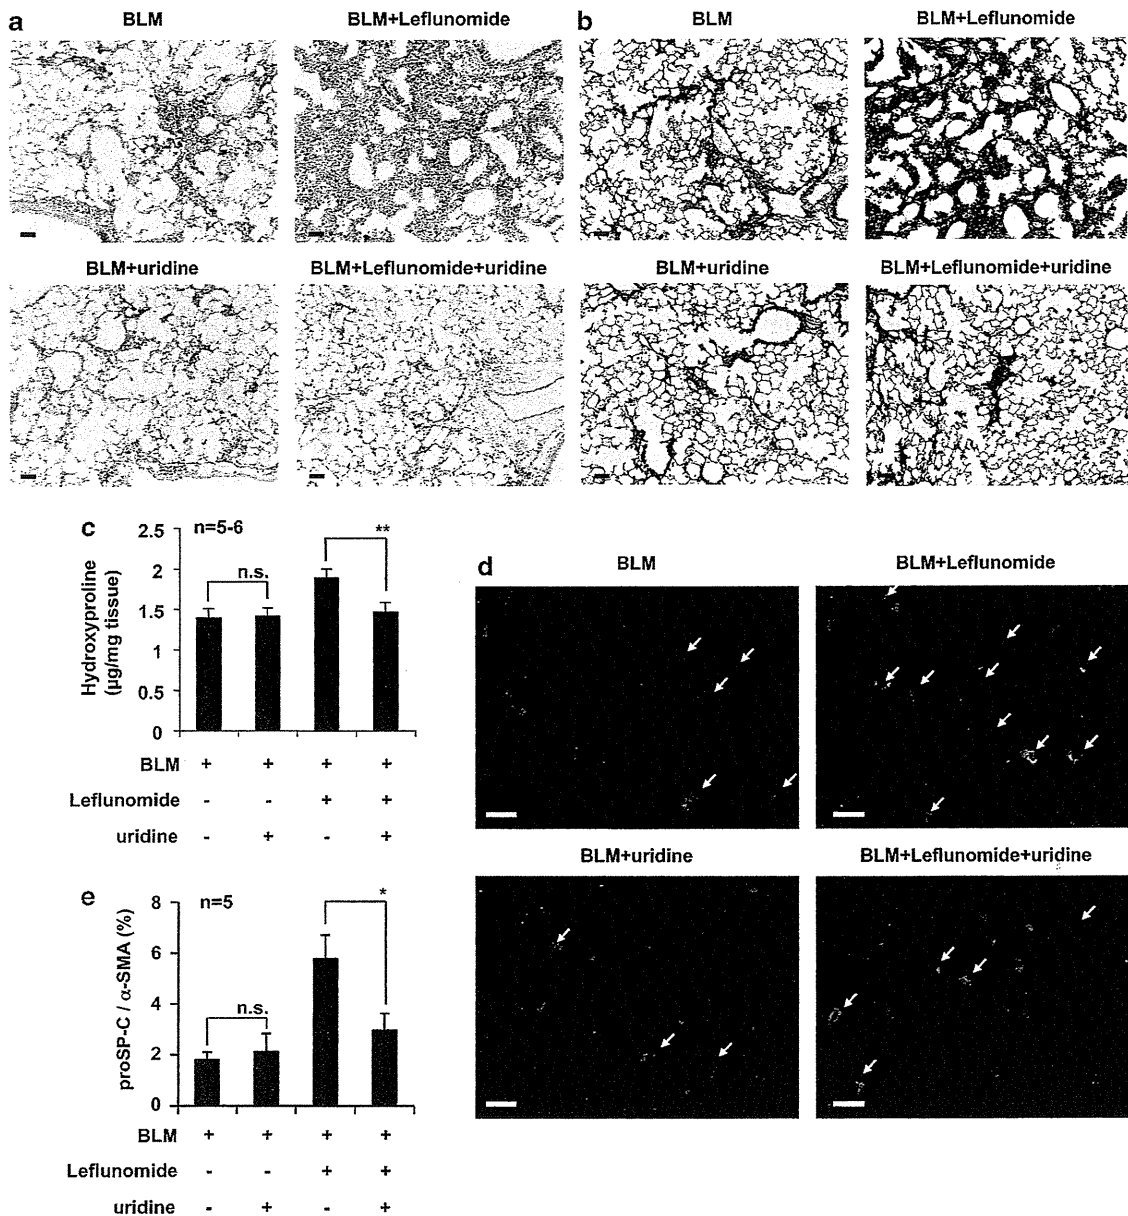 a
BLM
BLM+Leflunomide
BLM+uridine
BLM+Leflunomide+uridine
b
BLM
BLM+Leflunomide
BLM+uridine
BLM+Leflunomide+uridine
c
n=5-6
Hydroxyproline
(µg/mg tissue)
2.5
2
1.5
1
0.5
0
n.s.
**
BLM + + + +
Leflunomide - - + +
uridine - + - +
d
BLM
BLM+Leflunomide
BLM+uridine
BLM+Leflunomide+uridine
e
n=5
proSP-C / α-SMA (%)
8
6
4
2
0
n.s.
*
BLM + + + +
Leflunomide - - + +
uridine - + - +